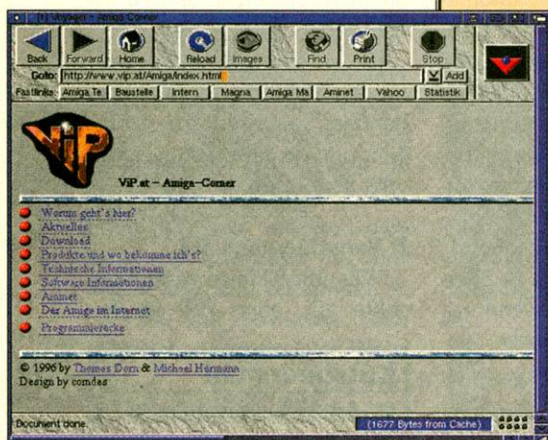 [1] Voyager - Amiga Corner
Back Forward Home Reload Images Find Print Stop
Goto: http://www.vip.at/Amiga/index.html Add
Fastlinks: Amiga Te Baustelle Intern Magna Amiga Ma Aminet Yahoo Statistik
ViP
ViP.at - Amiga-Corner
Worum geht's hier?
Aktuelles
Download
Produkte und wo bekomme ich's?
Technische Informationen
Software Informationen
Aminet
Der Amiga im Internet
Programmierecke
© 1996 by Thomas Dorn & Michael Hermann
Design by comdes
Document done. (1677 Bytes from Cache)